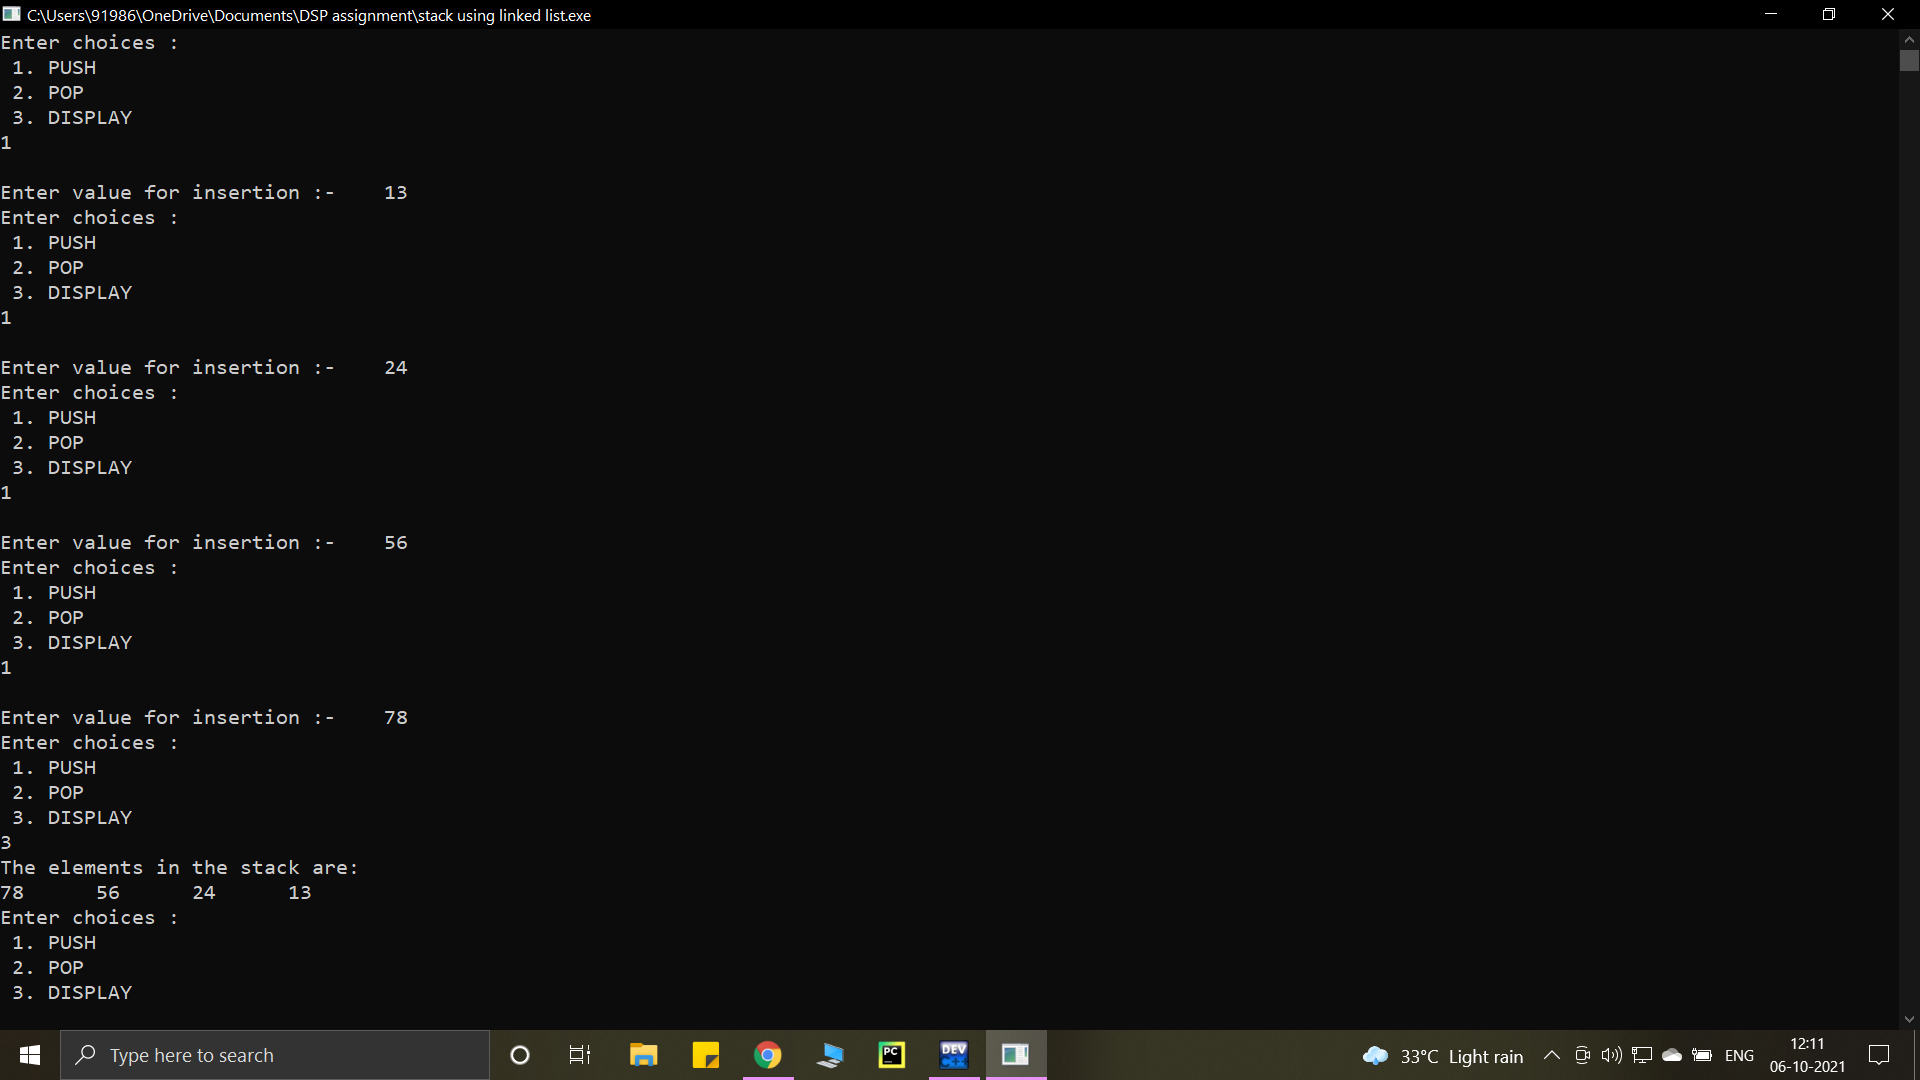 C:\Users\91986\OneDrive\Documents\DSP assignment\stack using linked list.exe
Enter choices :
1. PUSH
2. POP
3. DISPLAY
1
Enter value for insertion :-    13
Enter choices :
1. PUSH
2. POP
3. DISPLAY
1
Enter value for insertion :-    24
Enter choices :
1. PUSH
2. POP
3. DISPLAY
1
Enter value for insertion :-    56
Enter choices :
1. PUSH
2. POP
3. DISPLAY
1
Enter value for insertion :-    78
Enter choices :
1. PUSH
2. POP
3. DISPLAY
3
The elements in the stack are:
78      56      24      13
Enter choices :
1. PUSH
2. POP
3. DISPLAY
Type here to search
PC
DEV
C++
33°C Light rain
ENG
12:11
06-10-2021